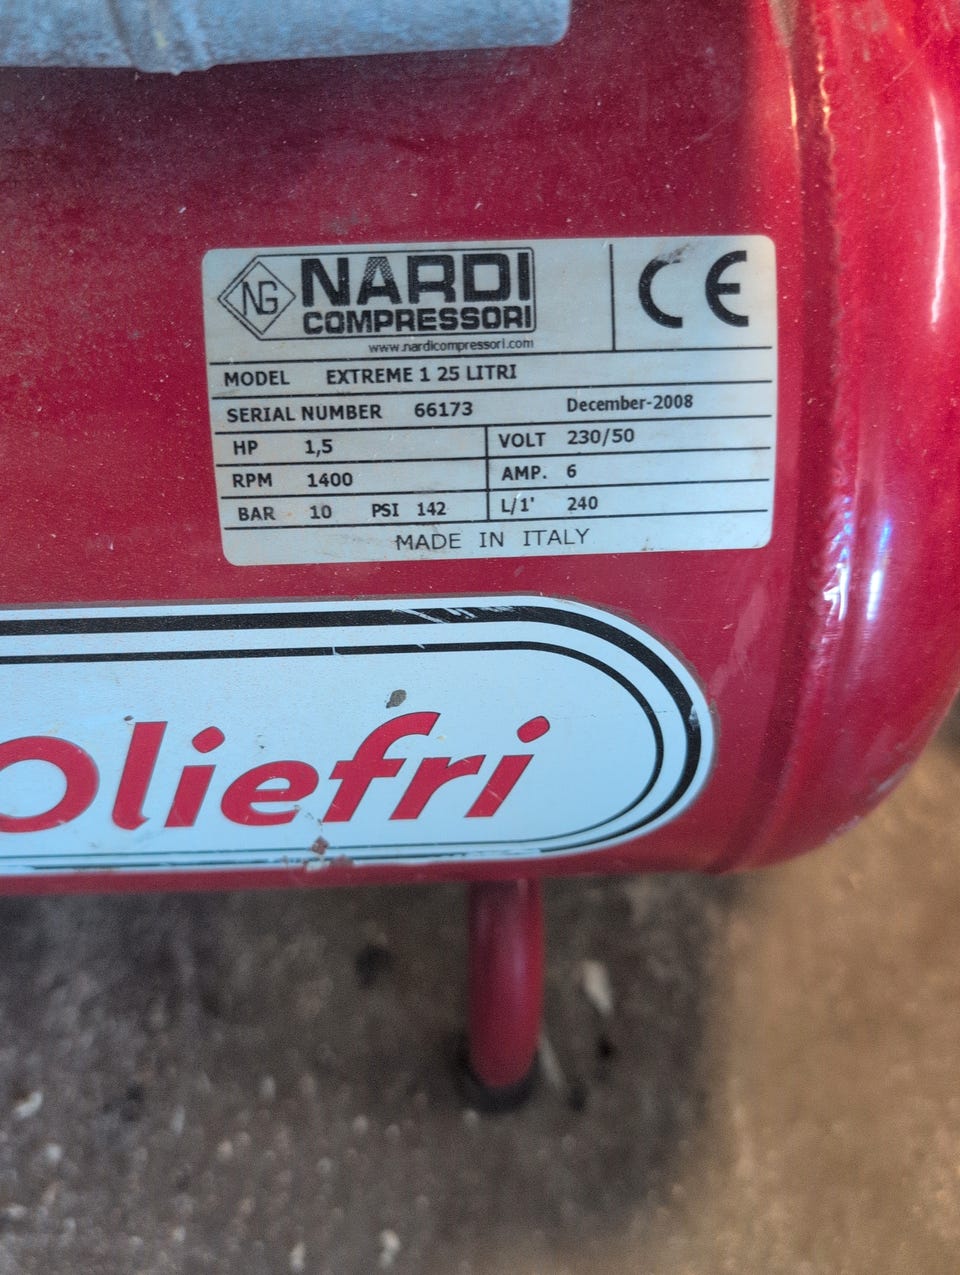 NG NARDI
COMPRESSORI
www.nardicompressori.com
CE
MODEL EXTREME 1 25 LITRI
SERIAL NUMBER 66173 December-2008
HP 1,5 VOLT 230/50
RPM 1400 AMP. 6
BAR 10 PSI 142 L/1' 240
MADE IN ITALY
Oliefri